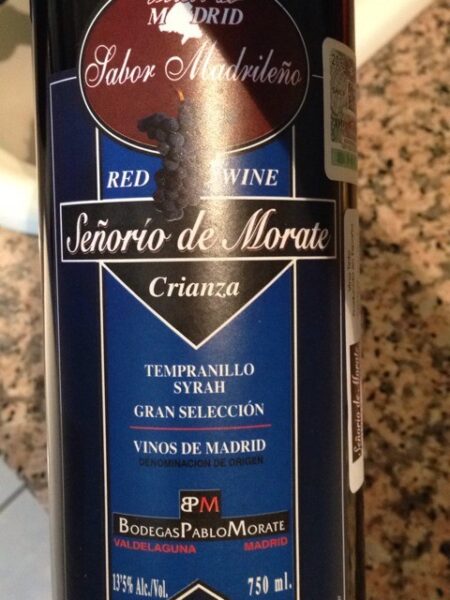 MADRID
Sabor Madrileño
RED WINE
Señorío de Morate
Crianza
TEMPRANILLO
SYRAH
GRAN SELECCIÓN
VINOS DE MADRID
DENOMINACION DE ORIGEN
BPM
BODEGAS PABLO MORATE
VALDELAGUNA MADRID
13'5% Alc./Vol. 750 ml.
Señorío de Morate